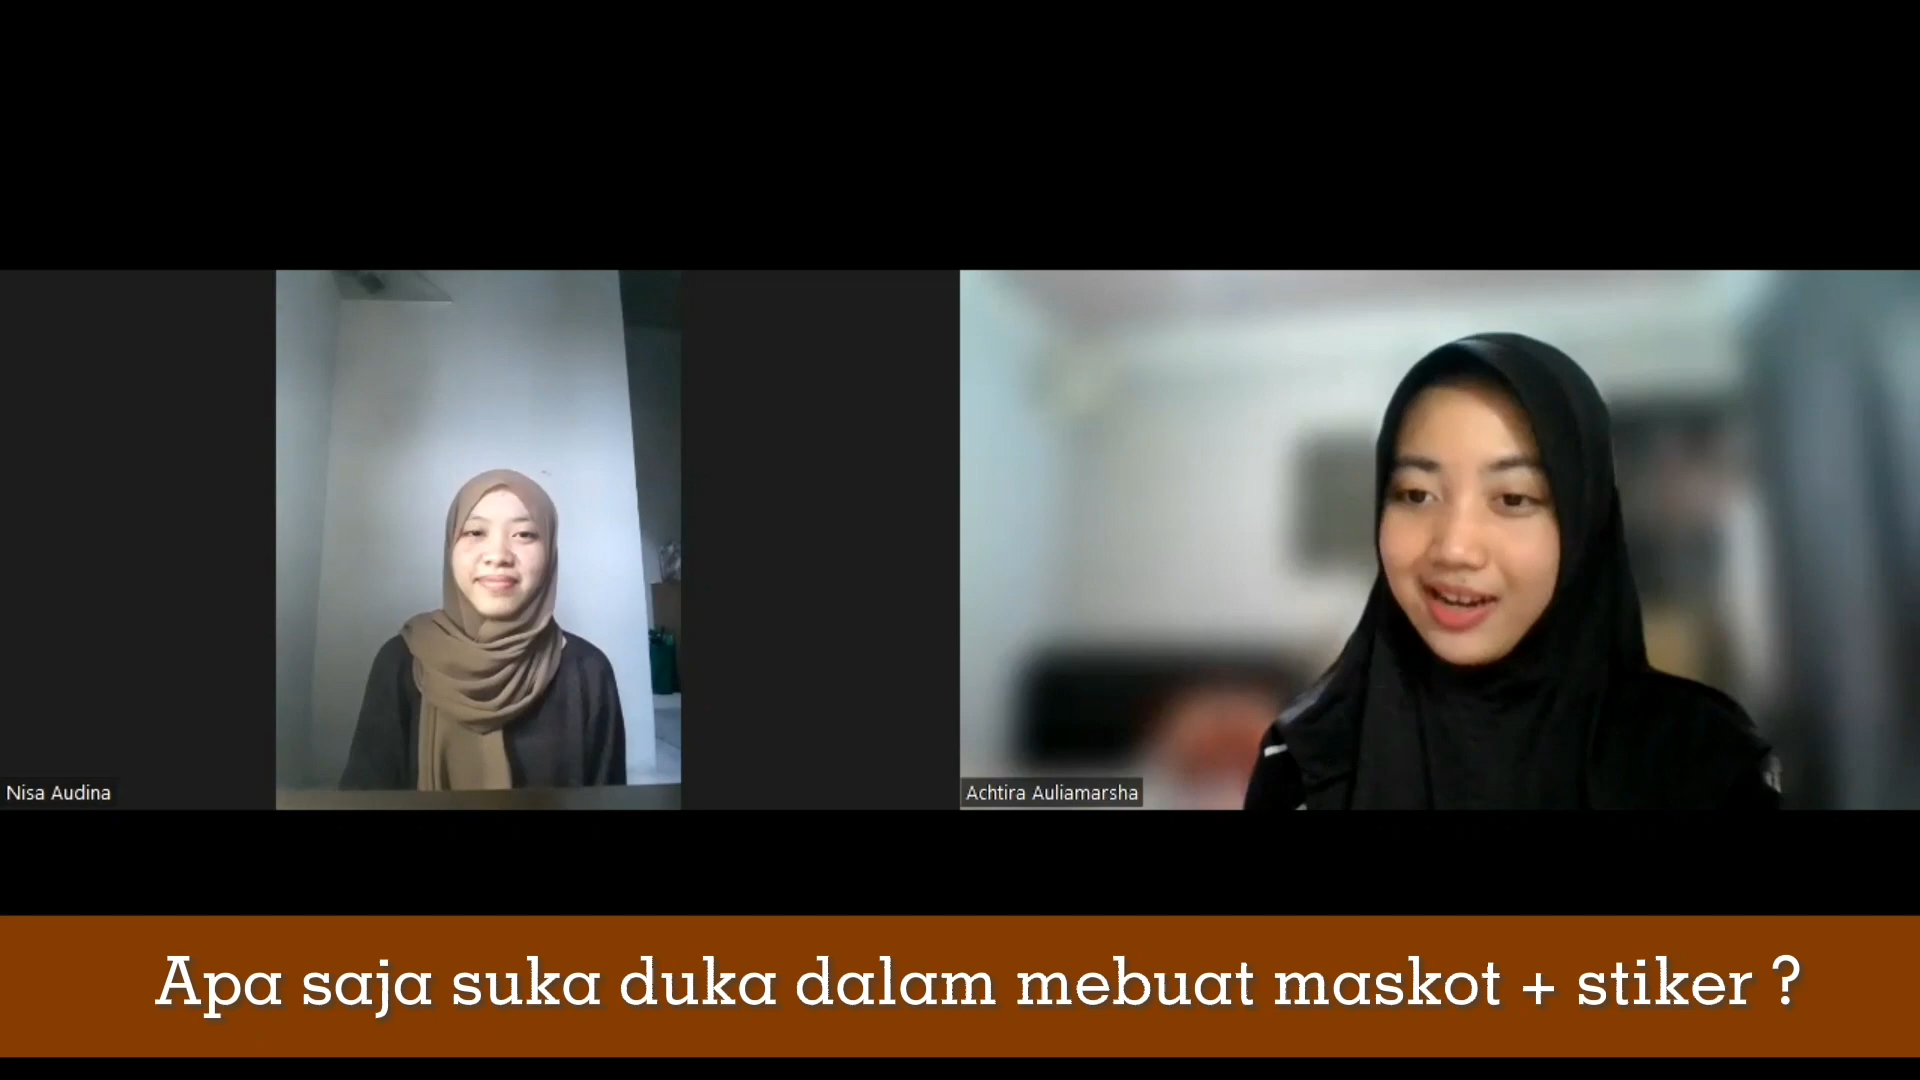 Nisa Audina
Achtira Auliamarsha
Apa saja suka duka dalam mebuat maskot + stiker ?